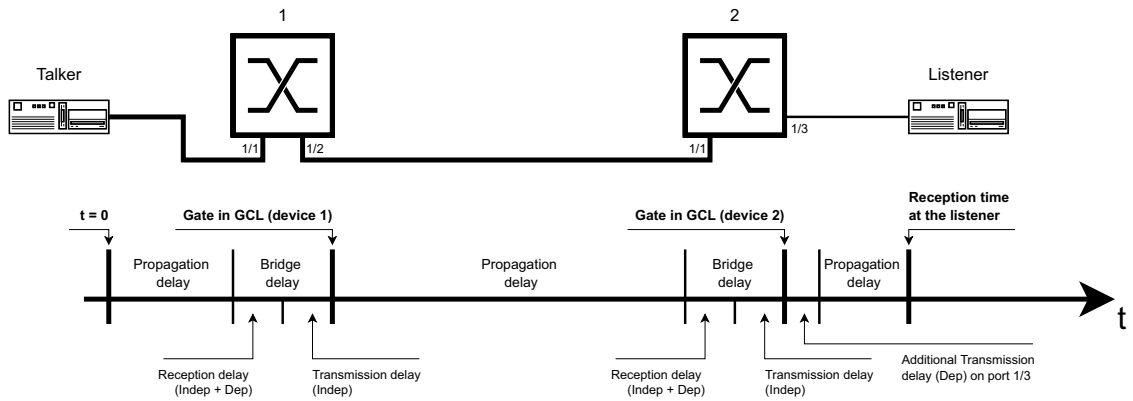 1
2
Talker
Listener
1/1
1/2
1/1
1/3
t = 0
Gate in GCL (device 1)
Gate in GCL (device 2)
Reception time
at the listener
Propagation
delay
Bridge
delay
Propagation
delay
Bridge
delay
Propagation
delay
t
Reception delay
(Indep + Dep)
Transmission delay
(Indep)
Reception delay
(Indep + Dep)
Transmission delay
(Indep)
Additional Transmission
delay (Dep) on port 1/3